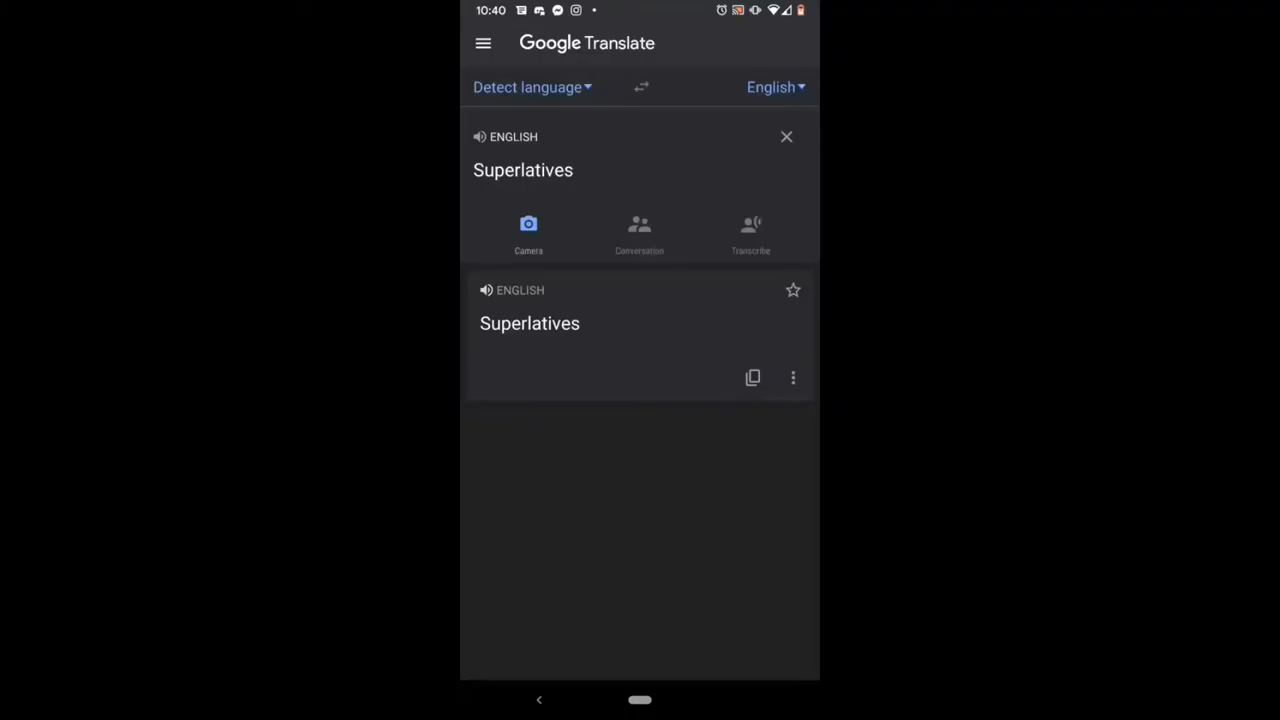 10:40
Google Translate
Detect language
English
ENGLISH
Superlatives
Camera
Conversation
Transcribe
ENGLISH
Superlatives